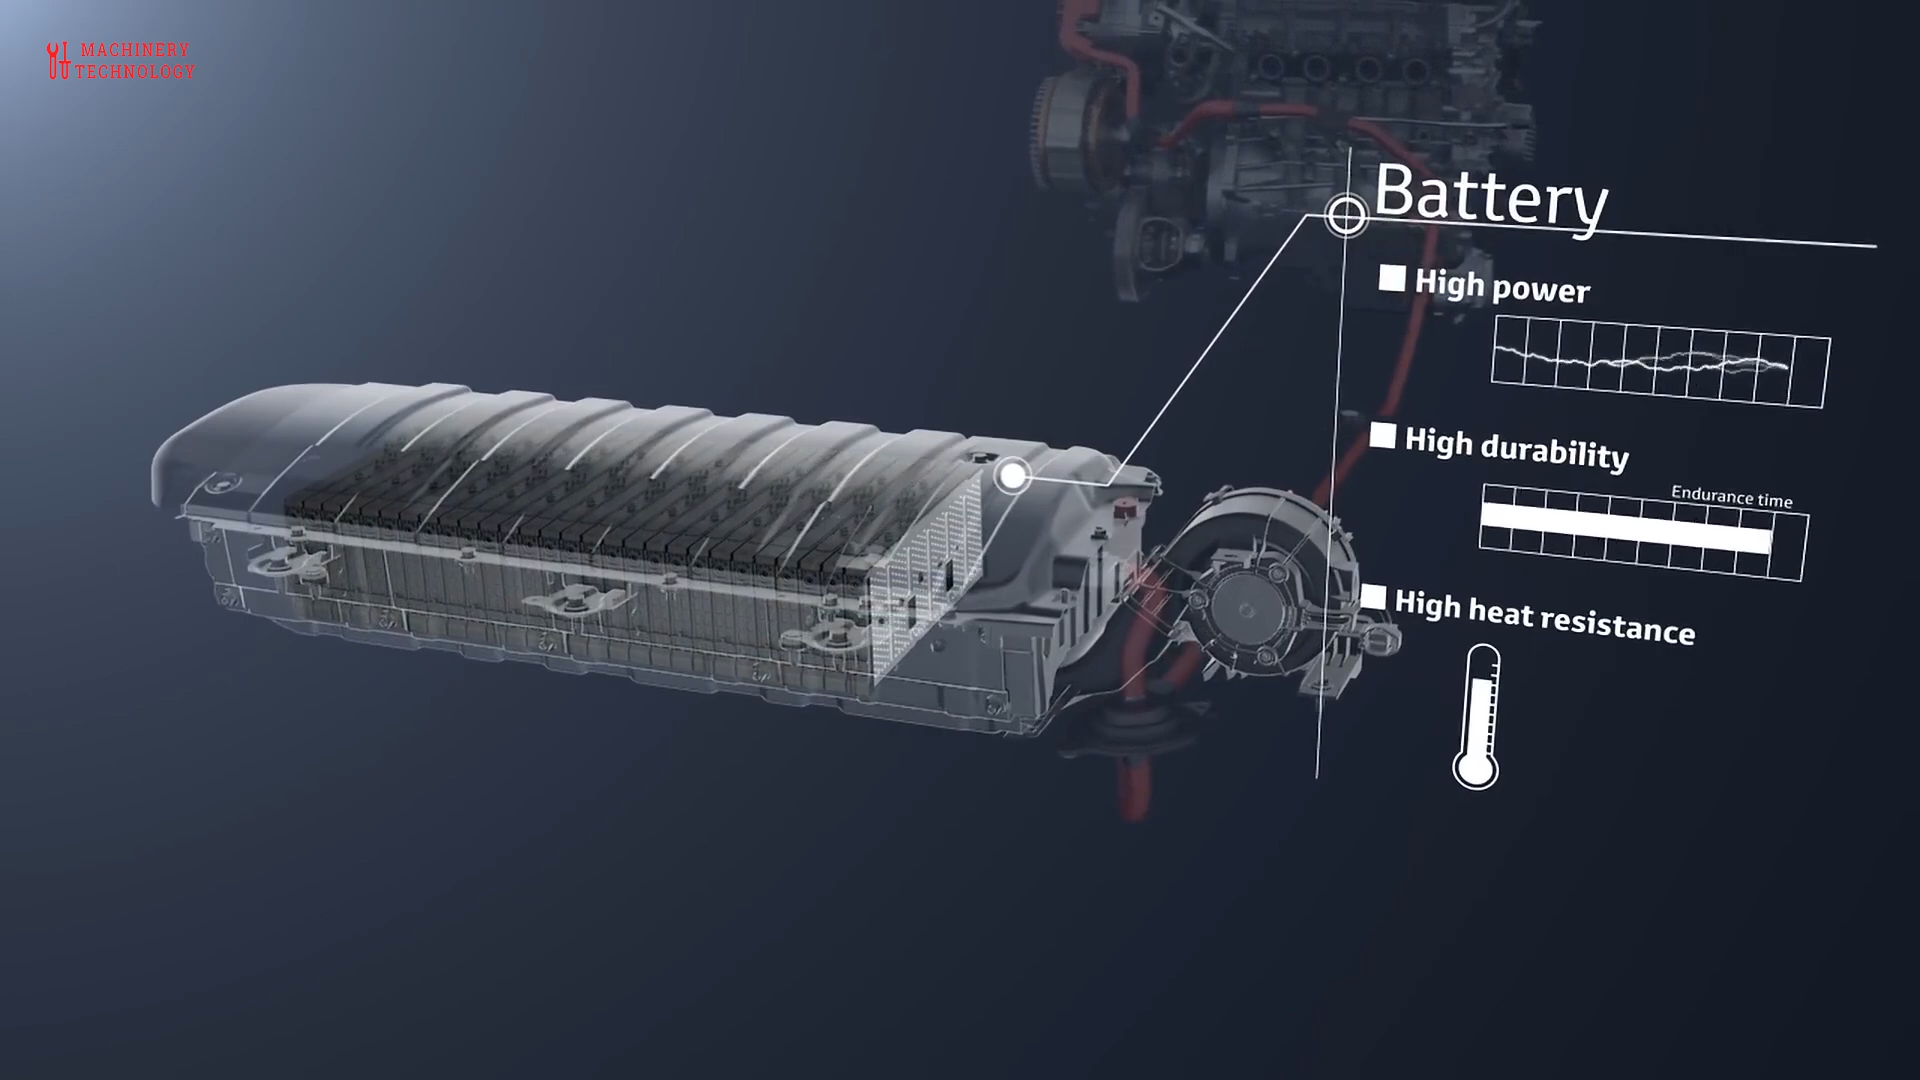 MACHINERY
TECHNOLOGY
Battery
High power
High durability
Endurance time
High heat resistance